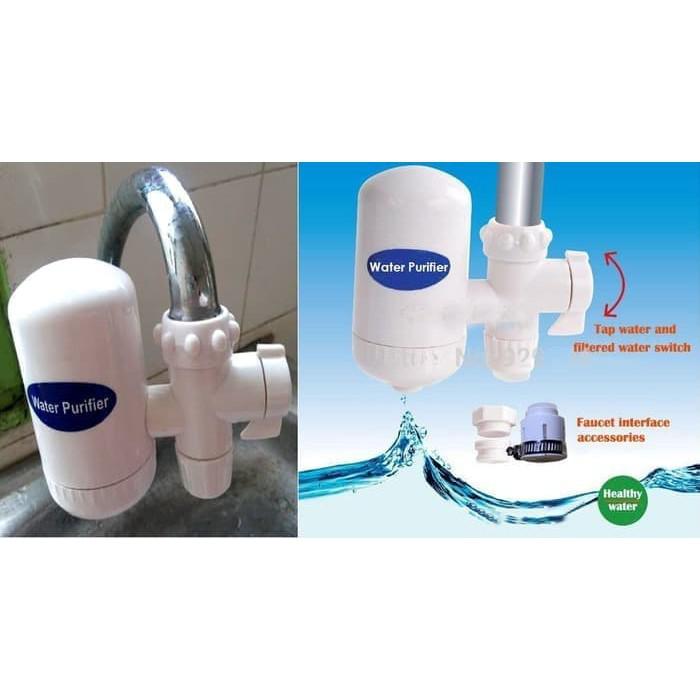 Water Purifier
Water Purifier
Tap water and
filtered water switch
Faucet interface
accessories
Healthy
water